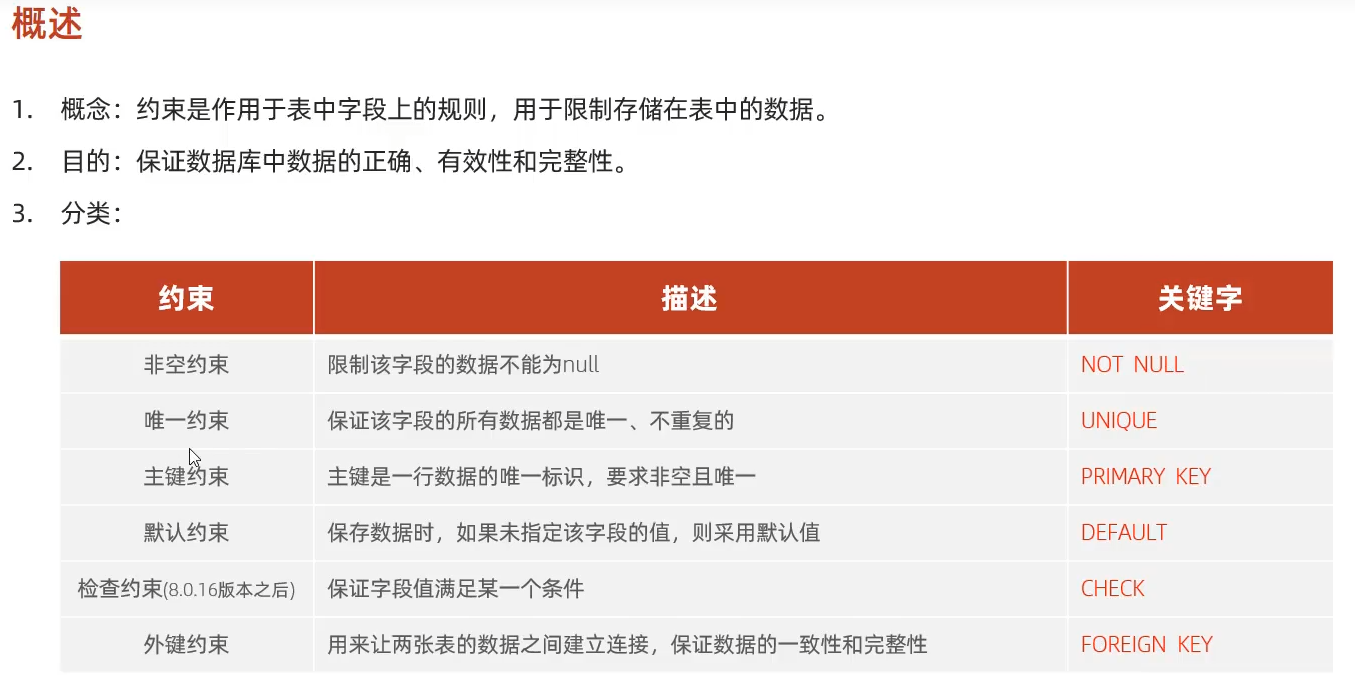 概述
1. 概念：约束是作用于表中字段上的规则，用于限制存储在表中的数据。
2. 目的：保证数据库中数据的正确、有效性和完整性。
3. 分类：
约束 描述 关键字
非空约束 限制该字段的数据不能为null NOT NULL
唯一约束 保证该字段的所有数据都是唯一、不重复的 UNIQUE
主键约束 主键是一行数据的唯一标识，要求非空且唯一 PRIMARY KEY
默认约束 保存数据时，如果未指定该字段的值，则采用默认值 DEFAULT
检查约束(8.0.16版本之后) 保证字段值满足某一个条件 CHECK
外键约束 用来让两张表的数据之间建立连接，保证数据的一致性和完整性 FOREIGN KEY